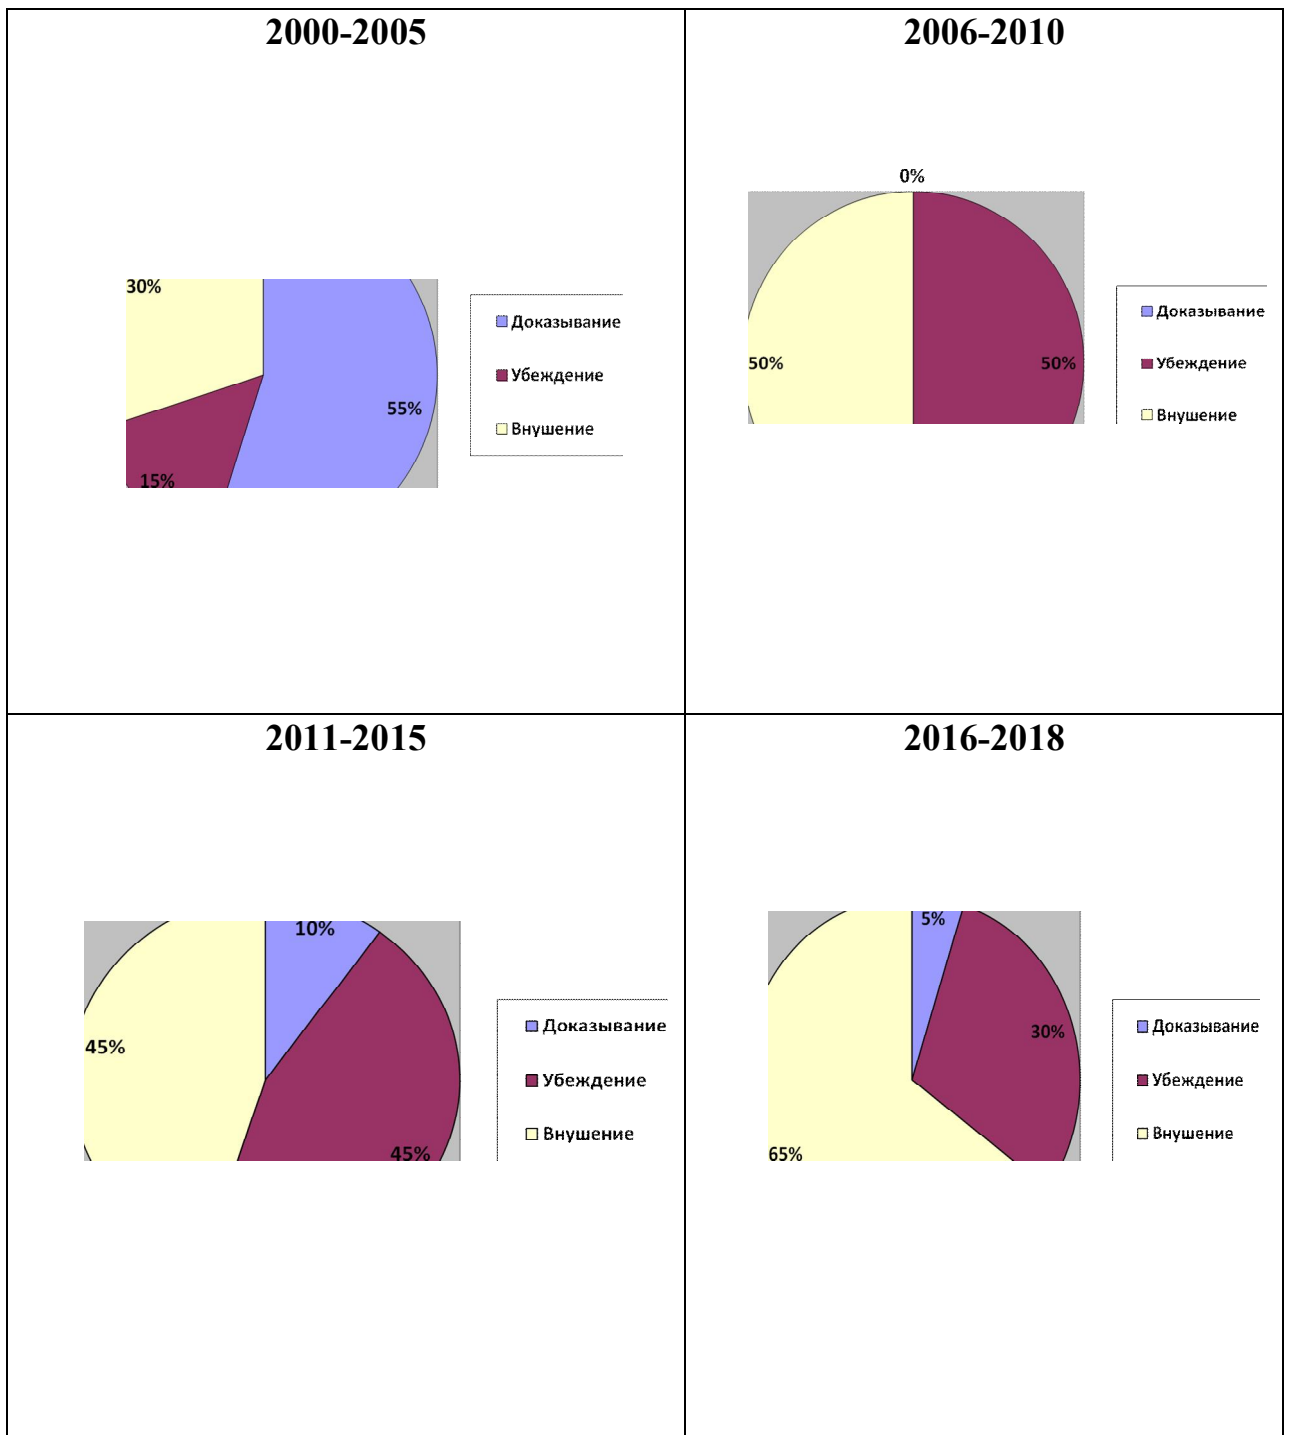 2000-2005
30%
55%
15%
Доказывание
Убеждение
Внушение
2006-2010
0%
50%
50%
Доказывание
Убеждение
Внушение
2011-2015
10%
45%
45%
Доказывание
Убеждение
Внушение
2016-2018
5%
30%
65%
Доказывание
Убеждение
Внушение